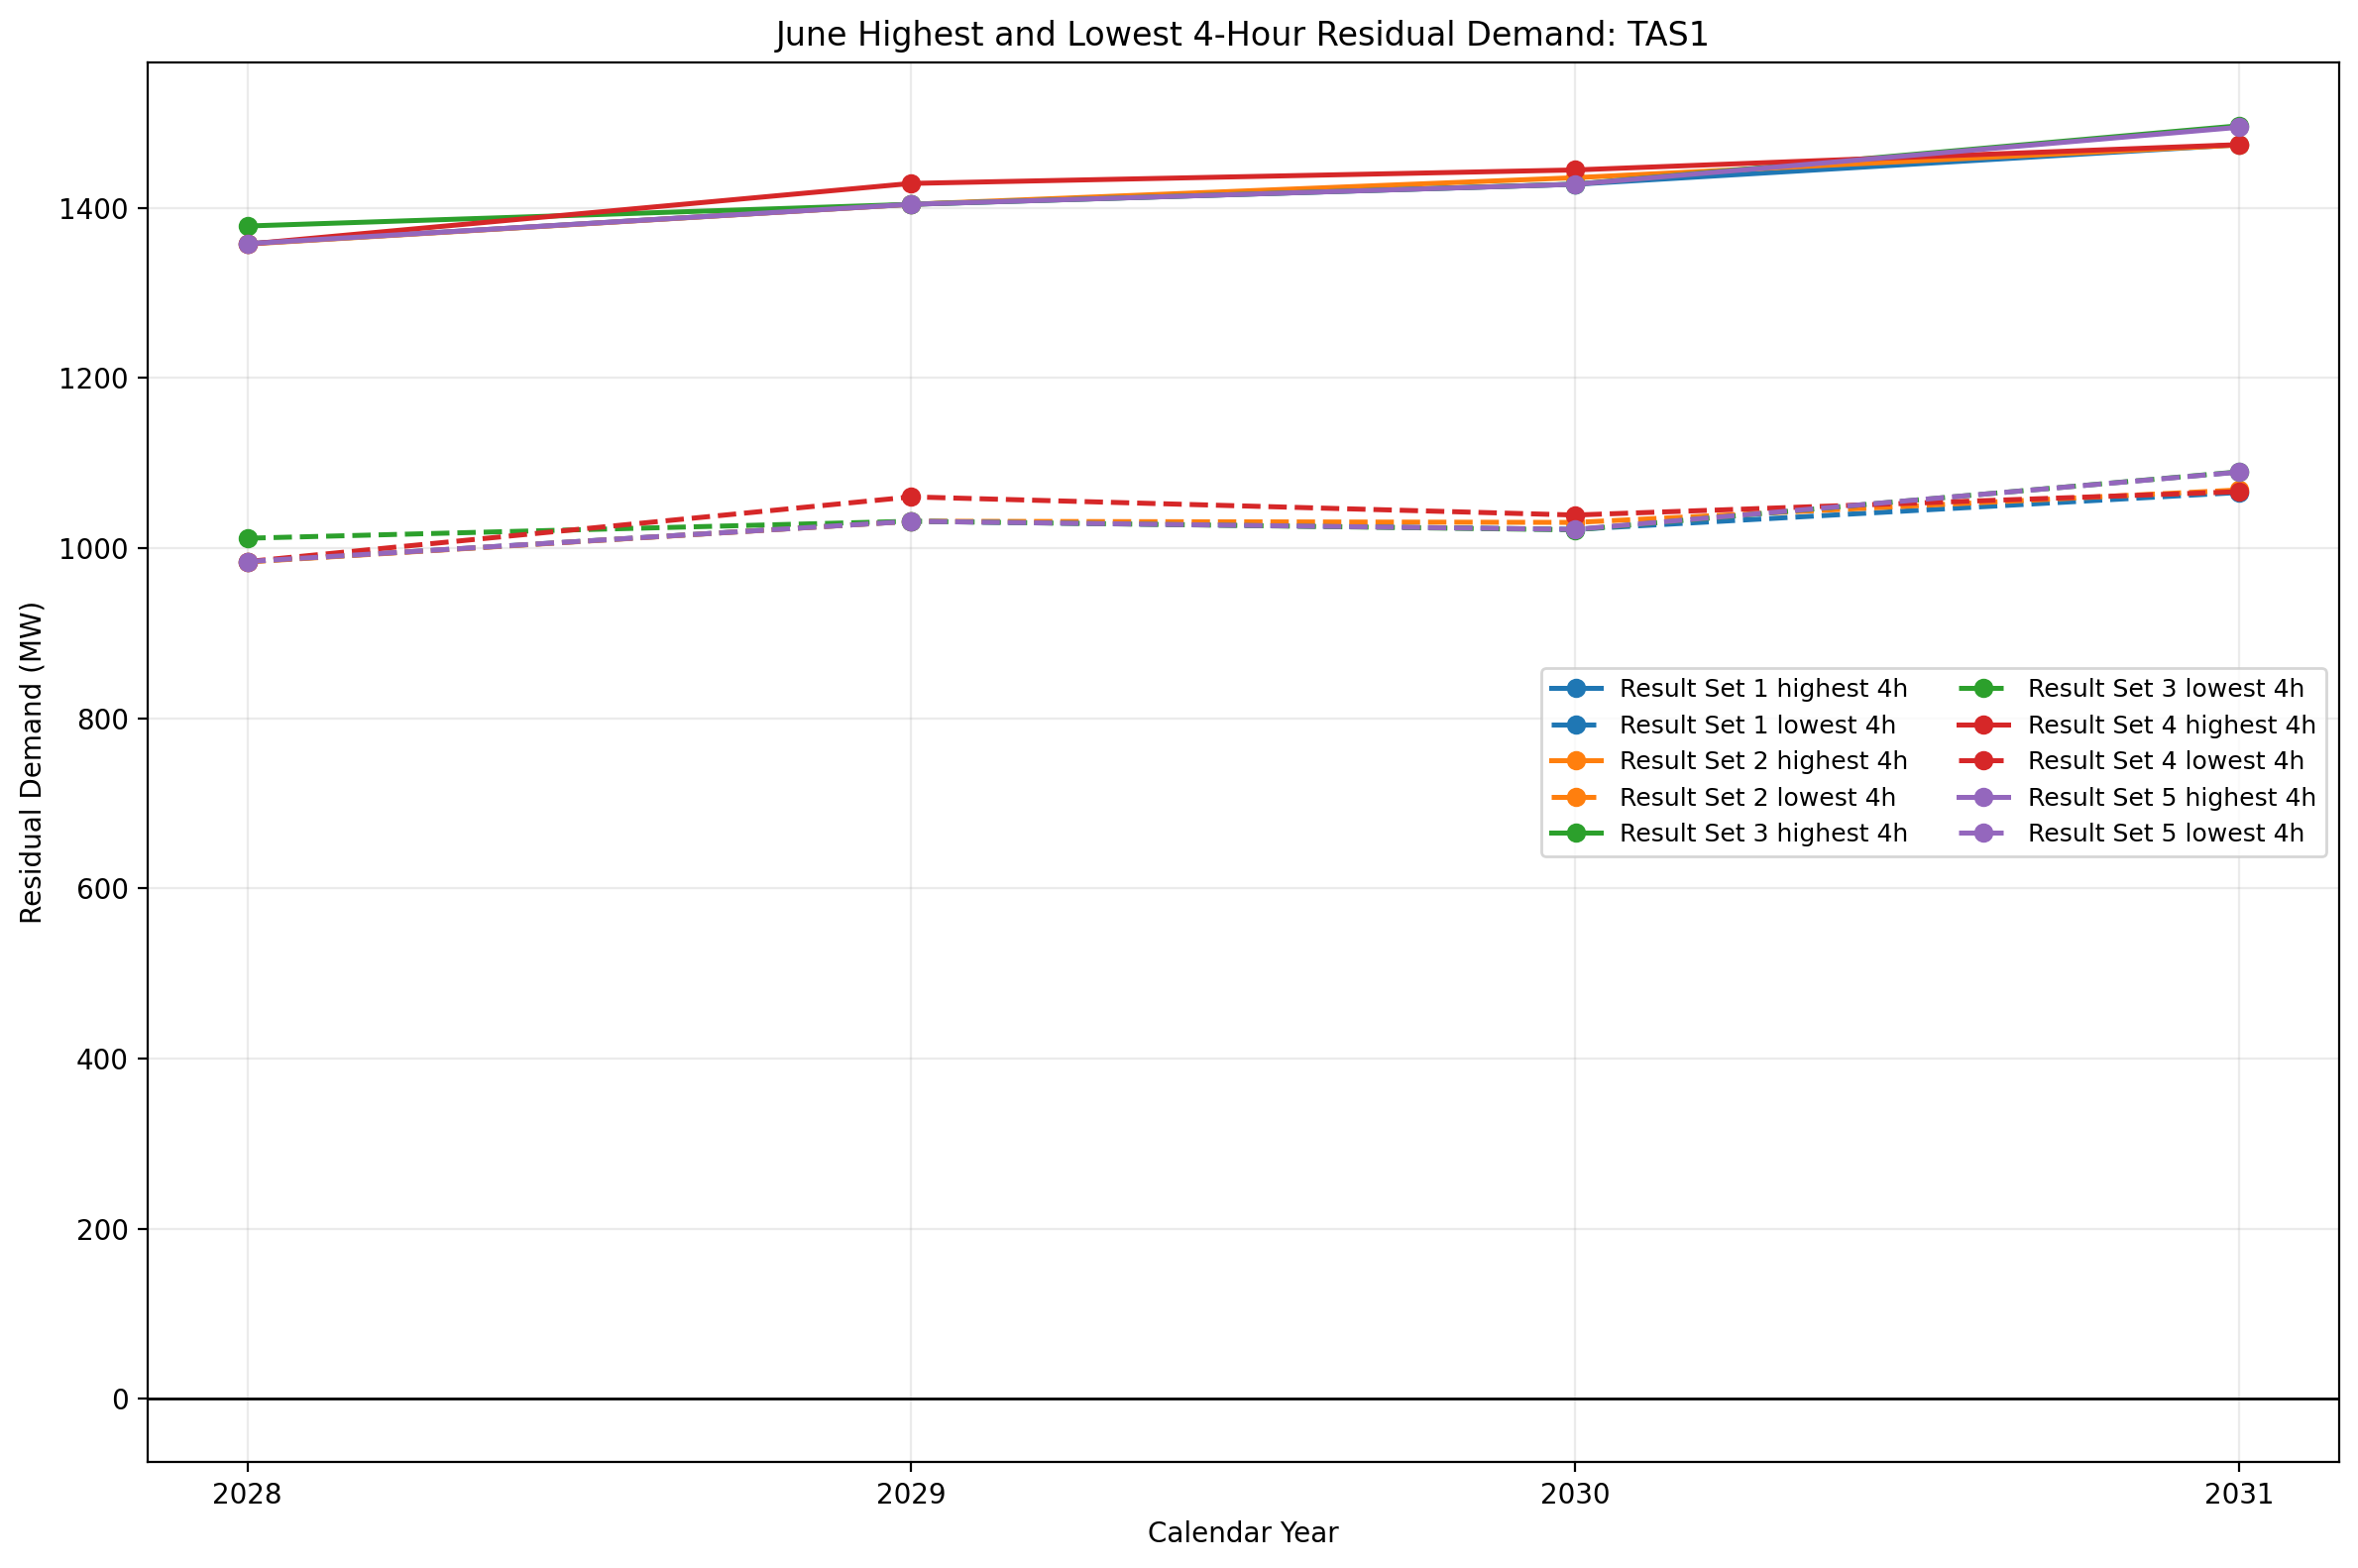 June Highest and Lowest 4-Hour Residual Demand: TAS1
Residual Demand (MW)
1400
1200
1000
800
600
400
200
0
Result Set 1 highest 4h
Result Set 1 lowest 4h
Result Set 2 highest 4h
Result Set 2 lowest 4h
Result Set 3 highest 4h
Result Set 3 lowest 4h
Result Set 4 highest 4h
Result Set 4 lowest 4h
Result Set 5 highest 4h
Result Set 5 lowest 4h
2028 2029 2030 2031
Calendar Year